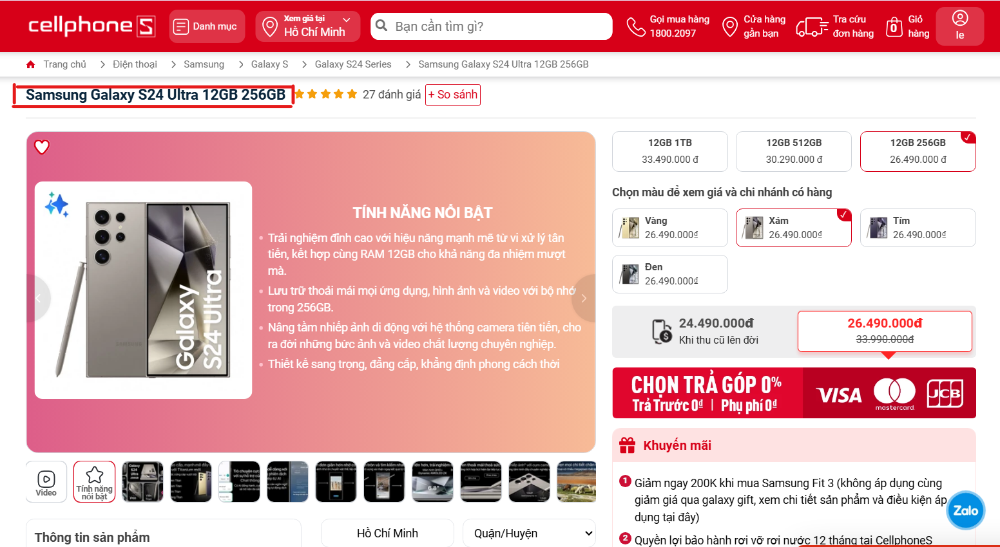 cellphoneS
Danh mục
Xem giá tại
Hồ Chí Minh
Bạn cần tìm gì?
Gọi mua hàng
1800.2097
Cửa hàng
gần bạn
Tra cứu
đơn hàng
0
Giỏ
hàng
le
Trang chủ
Điện thoại
Samsung
Galaxy S
Galaxy S24 Series
Samsung Galaxy S24 Ultra 12GB 256GB
Samsung Galaxy S24 Ultra 12GB 256GB
27 đánh giá
+ So sánh
TÍNH NĂNG NỔI BẬT
Trải nghiệm đỉnh cao với hiệu năng mạnh mẽ từ vi xử lý tân
tiến, kết hợp cùng RAM 12GB cho khả năng đa nhiệm mượt
mà.
Lưu trữ thoải mái mọi ứng dụng, hình ảnh và video với bộ nhớ
trong 256GB.
Nâng tầm nhiếp ảnh di động với hệ thống camera tiên tiến, cho
ra đời những bức ảnh và video chất lượng chuyên nghiệp.
Thiết kế sang trọng, đẳng cấp, khẳng định phong cách thời
SAMSUNG
Galaxy
S24 Ultra
12GB 1TB
33.490.000 đ
12GB 512GB
30.290.000 đ
12GB 256GB
26.490.000 đ
Chọn màu để xem giá và chi nhánh có hàng
Vàng
26.490.000₫
Xám
26.490.000₫
Tím
26.490.000₫
Đen
26.490.000₫
24.490.000đ
Khi thu cũ lên đời
26.490.000đ
33.990.000đ
CHỌN TRẢ GÓP 0%
Trả Trước 0đ | Phụ phí 0đ
VISA
mastercard
JCB
Khuyến mãi
1 Giảm ngay 200K khi mua Samsung Fit 3 (không áp dụng cùng
giảm giá qua galaxy gift, xem chi tiết sản phẩm và điều kiện áp
dụng tại đây)
2 Quyền lợi bảo hành rơi vỡ rơi nước 12 tháng tại CellphoneS
Zalo
Video
Tính năng
nổi bật
6.8"
Thông tin sản phẩm
Hồ Chí Minh
Quận/Huyện